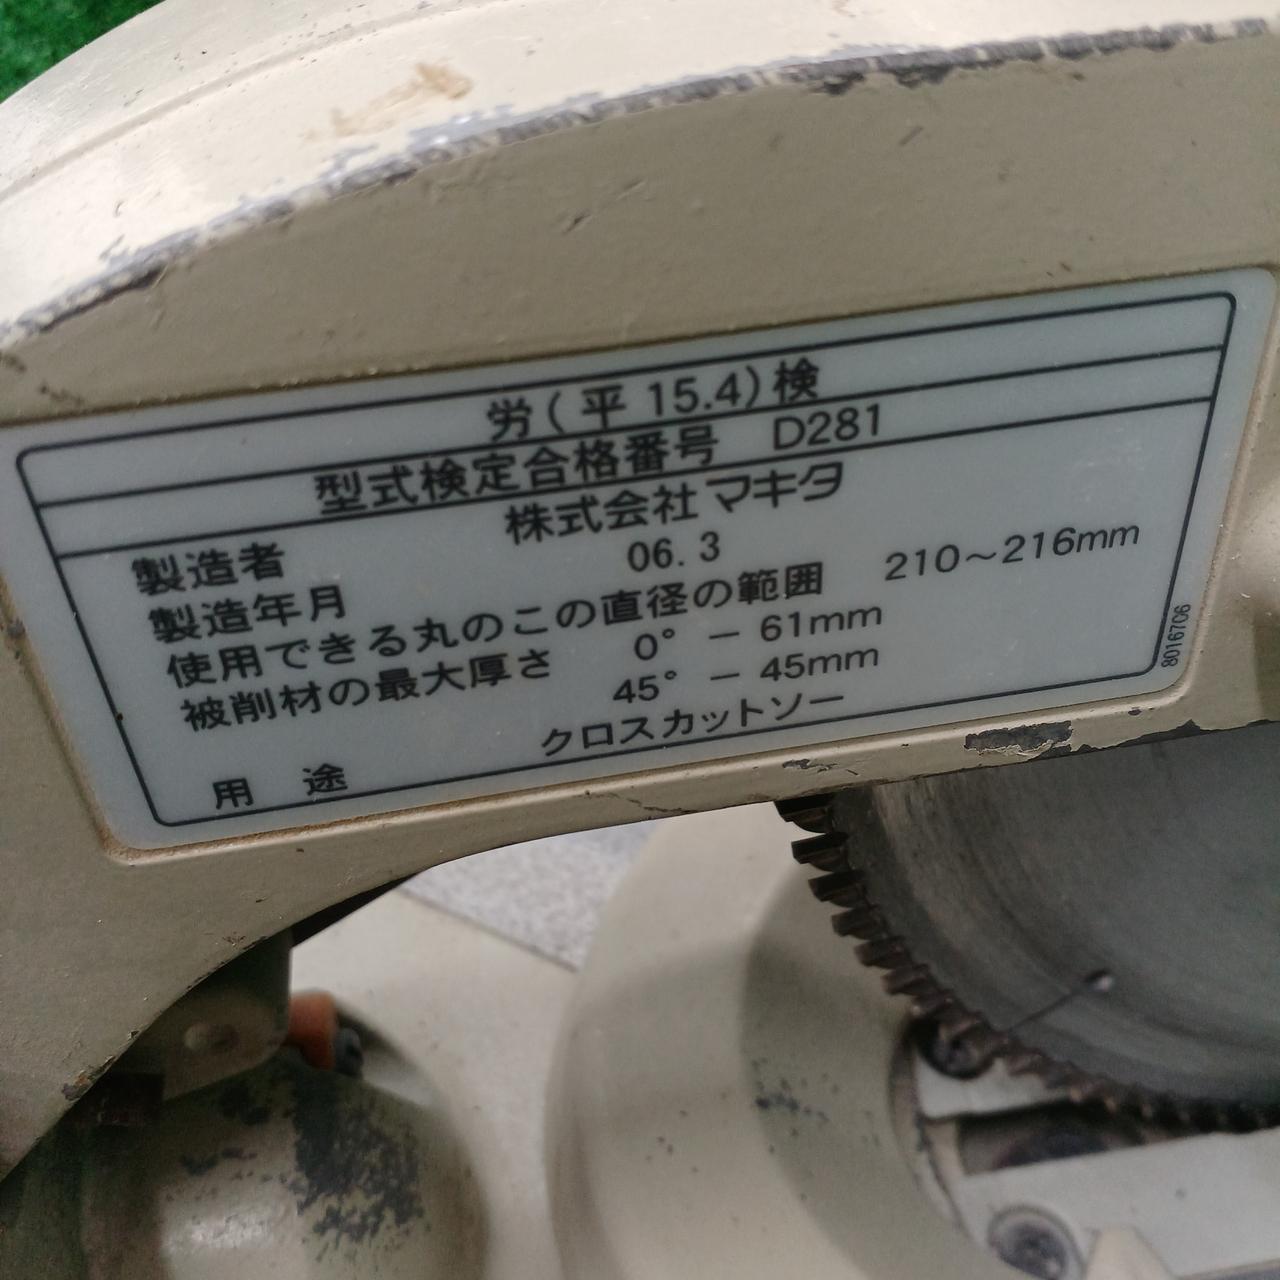 労(平 15.4)検
型式検定合格番号 D281
製造者 株式会社マキタ
製造年月 06.3
使用できる丸のこの直径の範囲 210～216mm
被削材の最大厚さ 0° － 61mm
45° － 45mm
用途 クロスカットソー
8016706